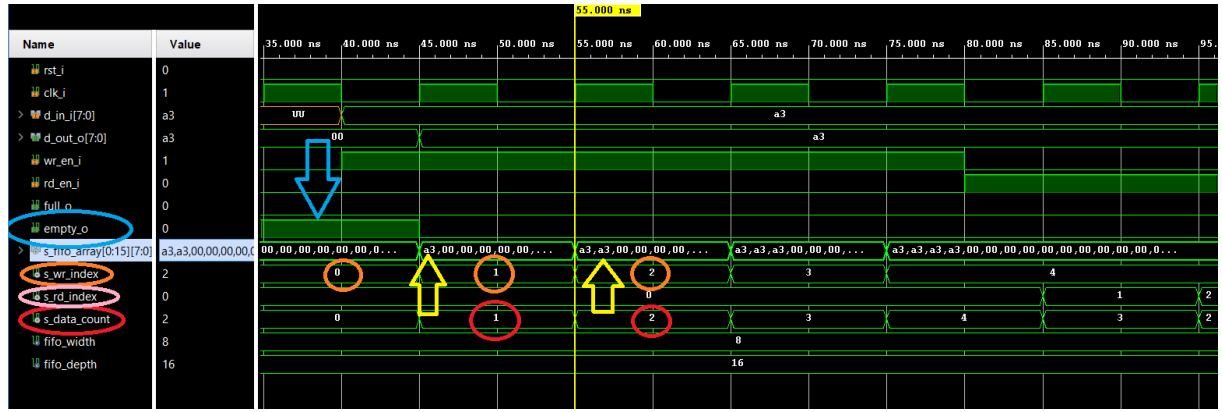 55.000 ns
Name Value
35.000 ns 40.000 ns 45.000 ns 50.000 ns 55.000 ns 60.000 ns 65.000 ns 70.000 ns 75.000 ns 80.000 ns 85.000 ns 90.000 ns 95.
rst_i 0
clk_i 1
d_in_i[7:0] a3 UU a3
d_out_o[7:0] a3 00 a3
wr_en_i 1
rd_en_i 0
full_o 0
empty_o 0
s_fifo_array[0:15][7:0] a3,a3,00,00,00,00,0 00,00,00,00,00,00,0... a3,00,00,00,00,... a3,a3,00,00,00,... a3,a3,a3,00,00,... a3,a3,a3,a3,00,00,00,00,00,00,00,00,0...
s_wr_index 2 0 1 2 3 4
s_rd_index 0 0 1 2
s_data_count 2 0 1 2 3 4 3 2
fifo_width 8 8
fifo_depth 16 16